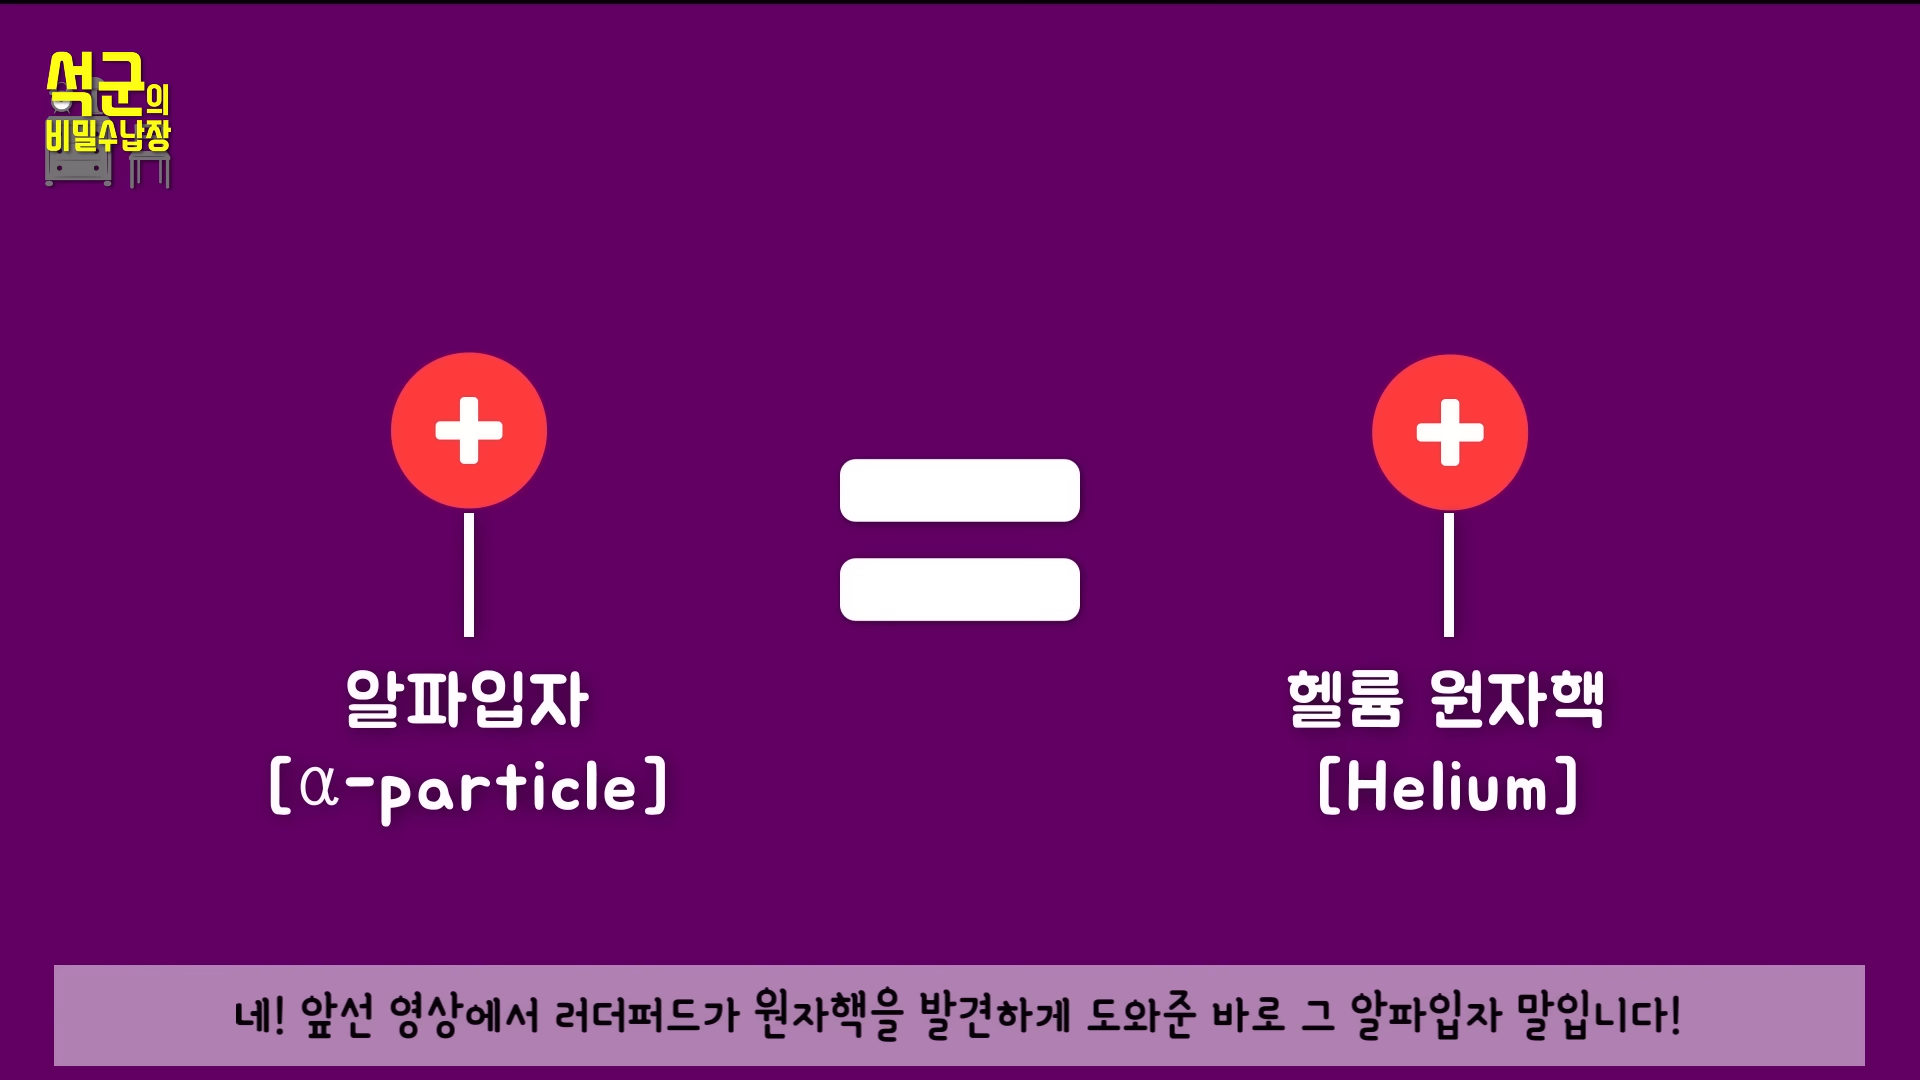 석군의
비밀수납장
알파입자
[α-particle]
헬륨 원자핵
[Helium]
네! 앞선 영상에서 러더퍼드가 원자핵을 발견하게 도와준 바로 그 알파입자 말입니다!